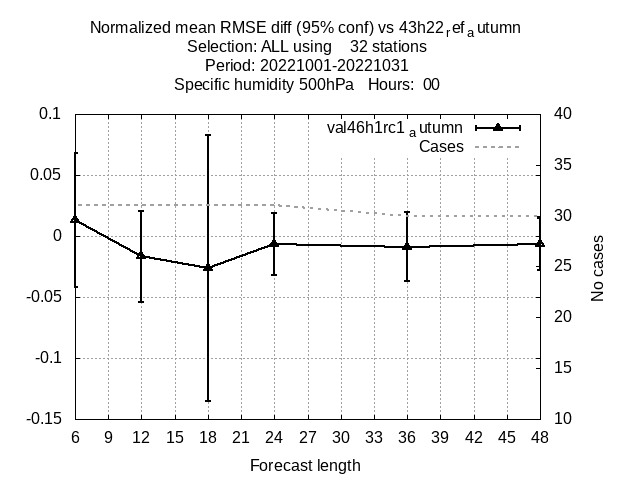 Normalized mean RMSE diff (95% conf) vs 43h22refautumn
Selection: ALL using 32 stations
Period: 20221001-20221031
Specific humidity 500hPa Hours: 00
val46h1rc1autumn
Cases
0.1
0.05
0
-0.05
-0.1
-0.15
40
35
30
25
20
15
10
No cases
6 9 12 15 18 21 24 27 30 33 36 39 42 45 48
Forecast length